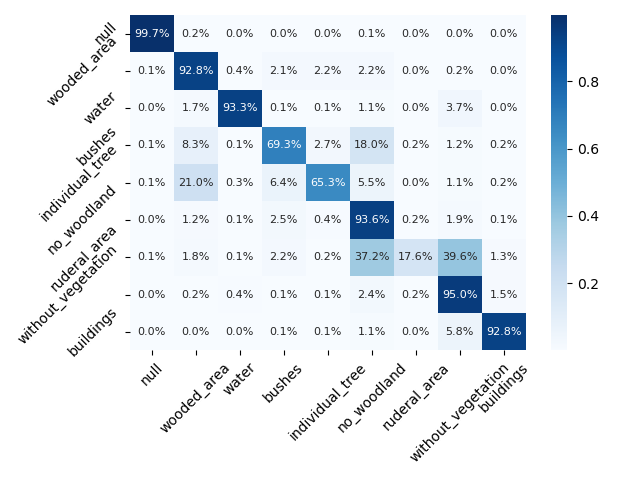 null 99.7% 0.2% 0.0% 0.0% 0.0% 0.1% 0.0% 0.0% 0.0%
wooded_area 0.1% 92.8% 0.4% 2.1% 2.2% 2.2% 0.0% 0.2% 0.0%
water 0.0% 1.7% 93.3% 0.1% 0.1% 1.1% 0.0% 3.7% 0.0%
bushes 0.1% 8.3% 0.1% 69.3% 2.7% 18.0% 0.2% 1.2% 0.2%
individual_tree 0.1% 21.0% 0.3% 6.4% 65.3% 5.5% 0.0% 1.1% 0.2%
no_woodland 0.0% 1.2% 0.1% 2.5% 0.4% 93.6% 0.2% 1.9% 0.1%
ruderal_area 0.1% 1.8% 0.1% 2.2% 0.2% 37.2% 17.6% 39.6% 1.3%
without_vegetation 0.0% 0.2% 0.4% 0.1% 0.1% 2.4% 0.2% 95.0% 1.5%
buildings 0.0% 0.0% 0.0% 0.1% 0.1% 1.1% 0.0% 5.8% 92.8%
null wooded_area water bushes individual_tree no_woodland ruderal_area without_vegetation buildings
0.8
0.6
0.4
0.2